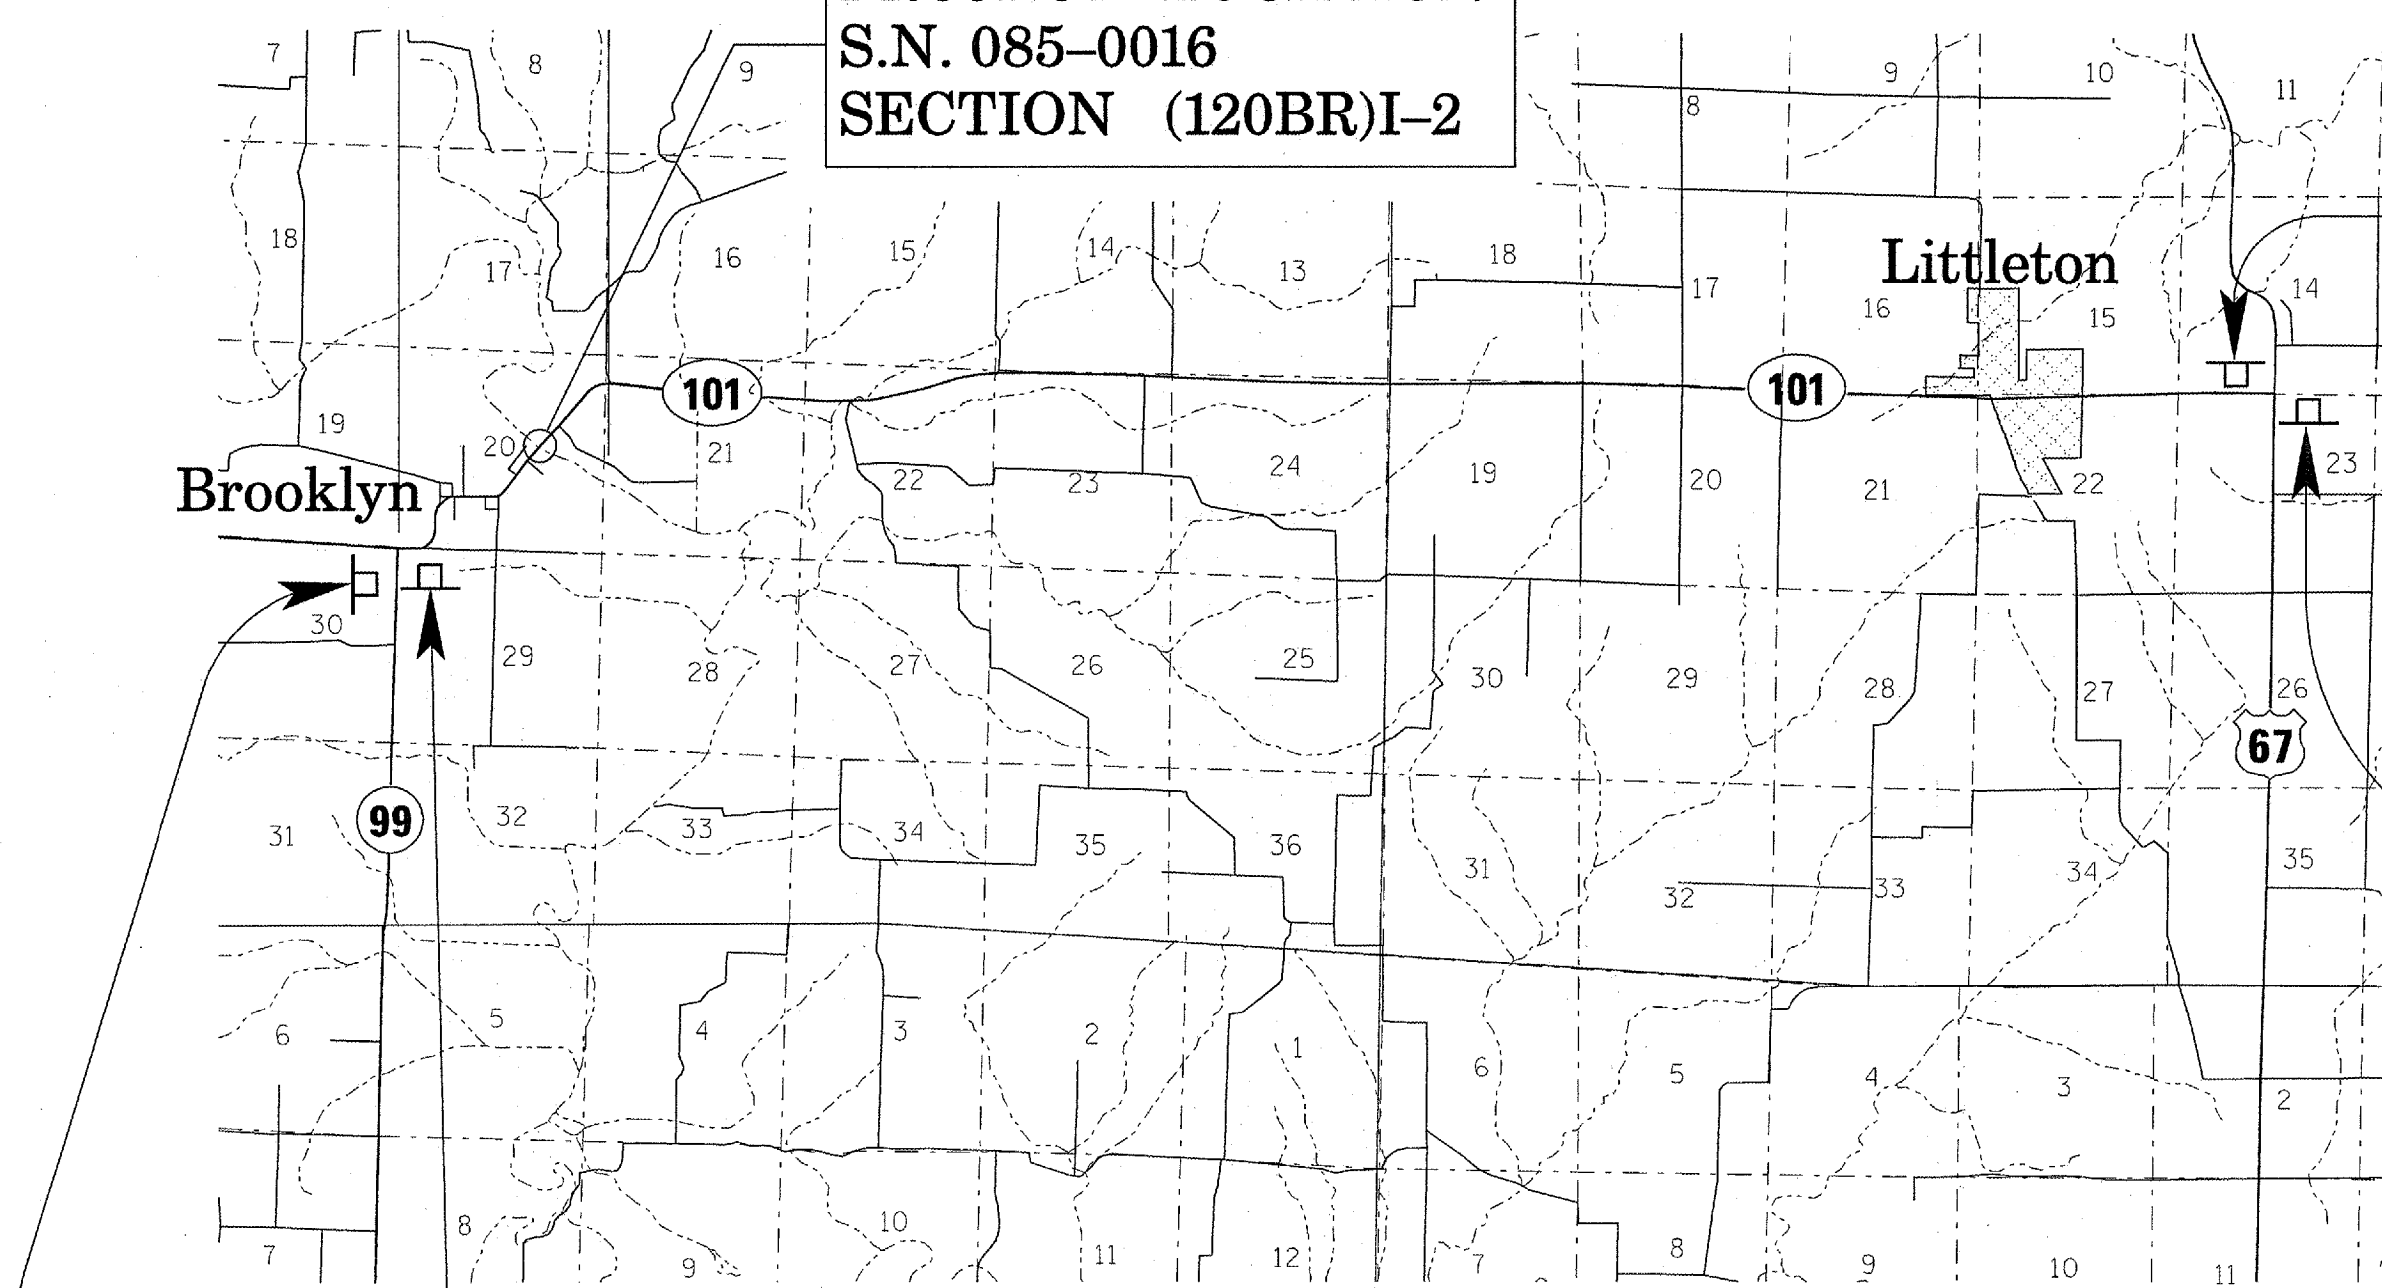 S.N. 085–0016
SECTION (120BR)I–2
7 8 9 8 9 10 11
18 17 16 15 14 13 18 17 16 15 14
Littleton
101 101
19 20 21 22 23 24 19 20 21 22 23
Brooklyn
30 29 28 27 26 25 30 29 28 27 26
67
99
31 32 33 34 35 36 31 32 33 34 35
6 5 4 3 2 1 6 5 4 3 2
7 8 9 10 11 12 7 8 9 10 11